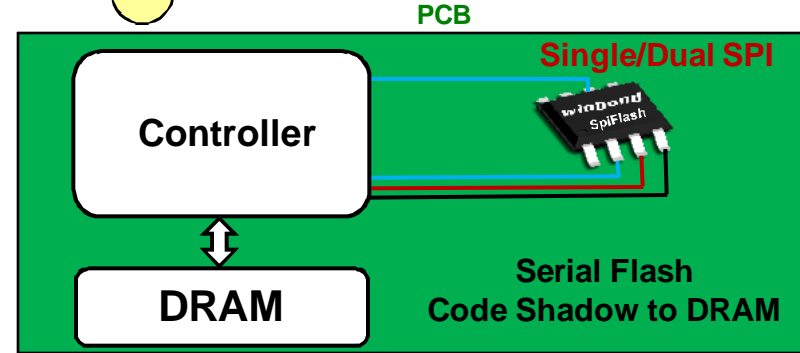 PCB
Single/Dual SPI
Controller
winbond
SpiFlash
DRAM
Serial Flash
Code Shadow to DRAM